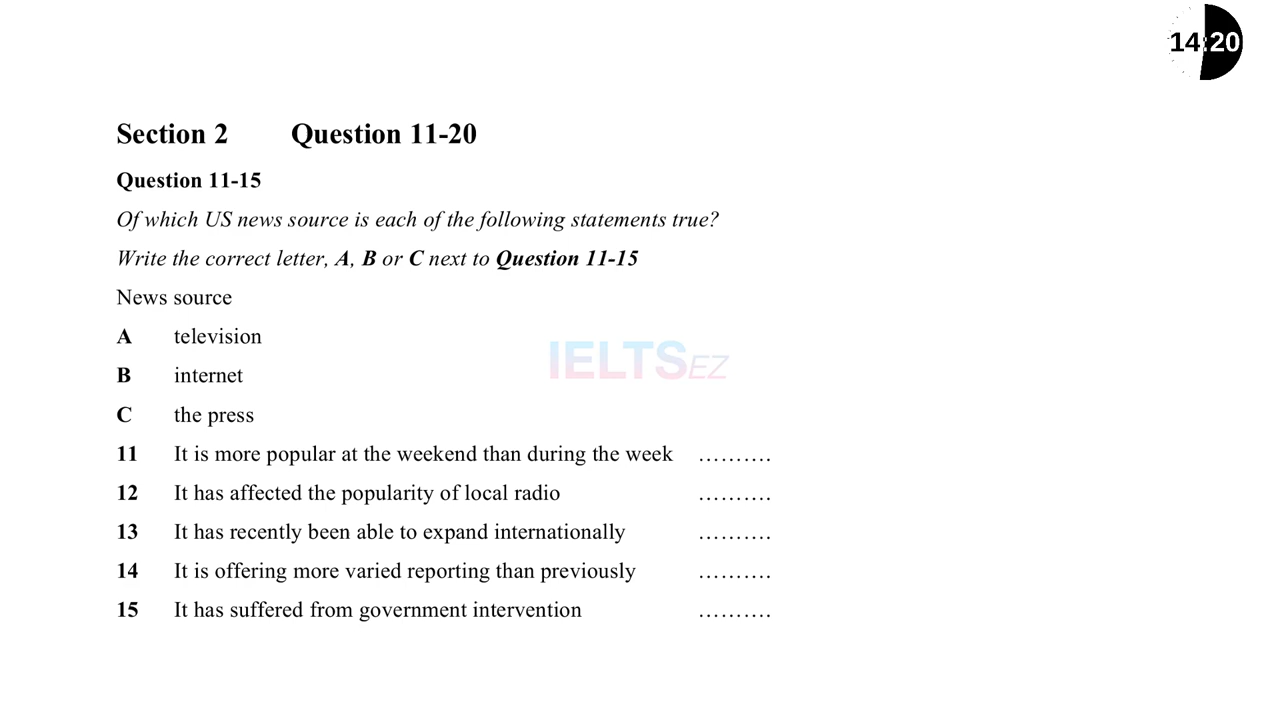 14:20
Section 2 Question 11-20
Question 11-15
Of which US news source is each of the following statements true?
Write the correct letter, A, B or C next to Question 11-15
News source
A television
B internet
IELTSEZ
C the press
11 It is more popular at the weekend than during the week ……….
12 It has affected the popularity of local radio ……….
13 It has recently been able to expand internationally ……….
14 It is offering more varied reporting than previously ……….
15 It has suffered from government intervention ……….